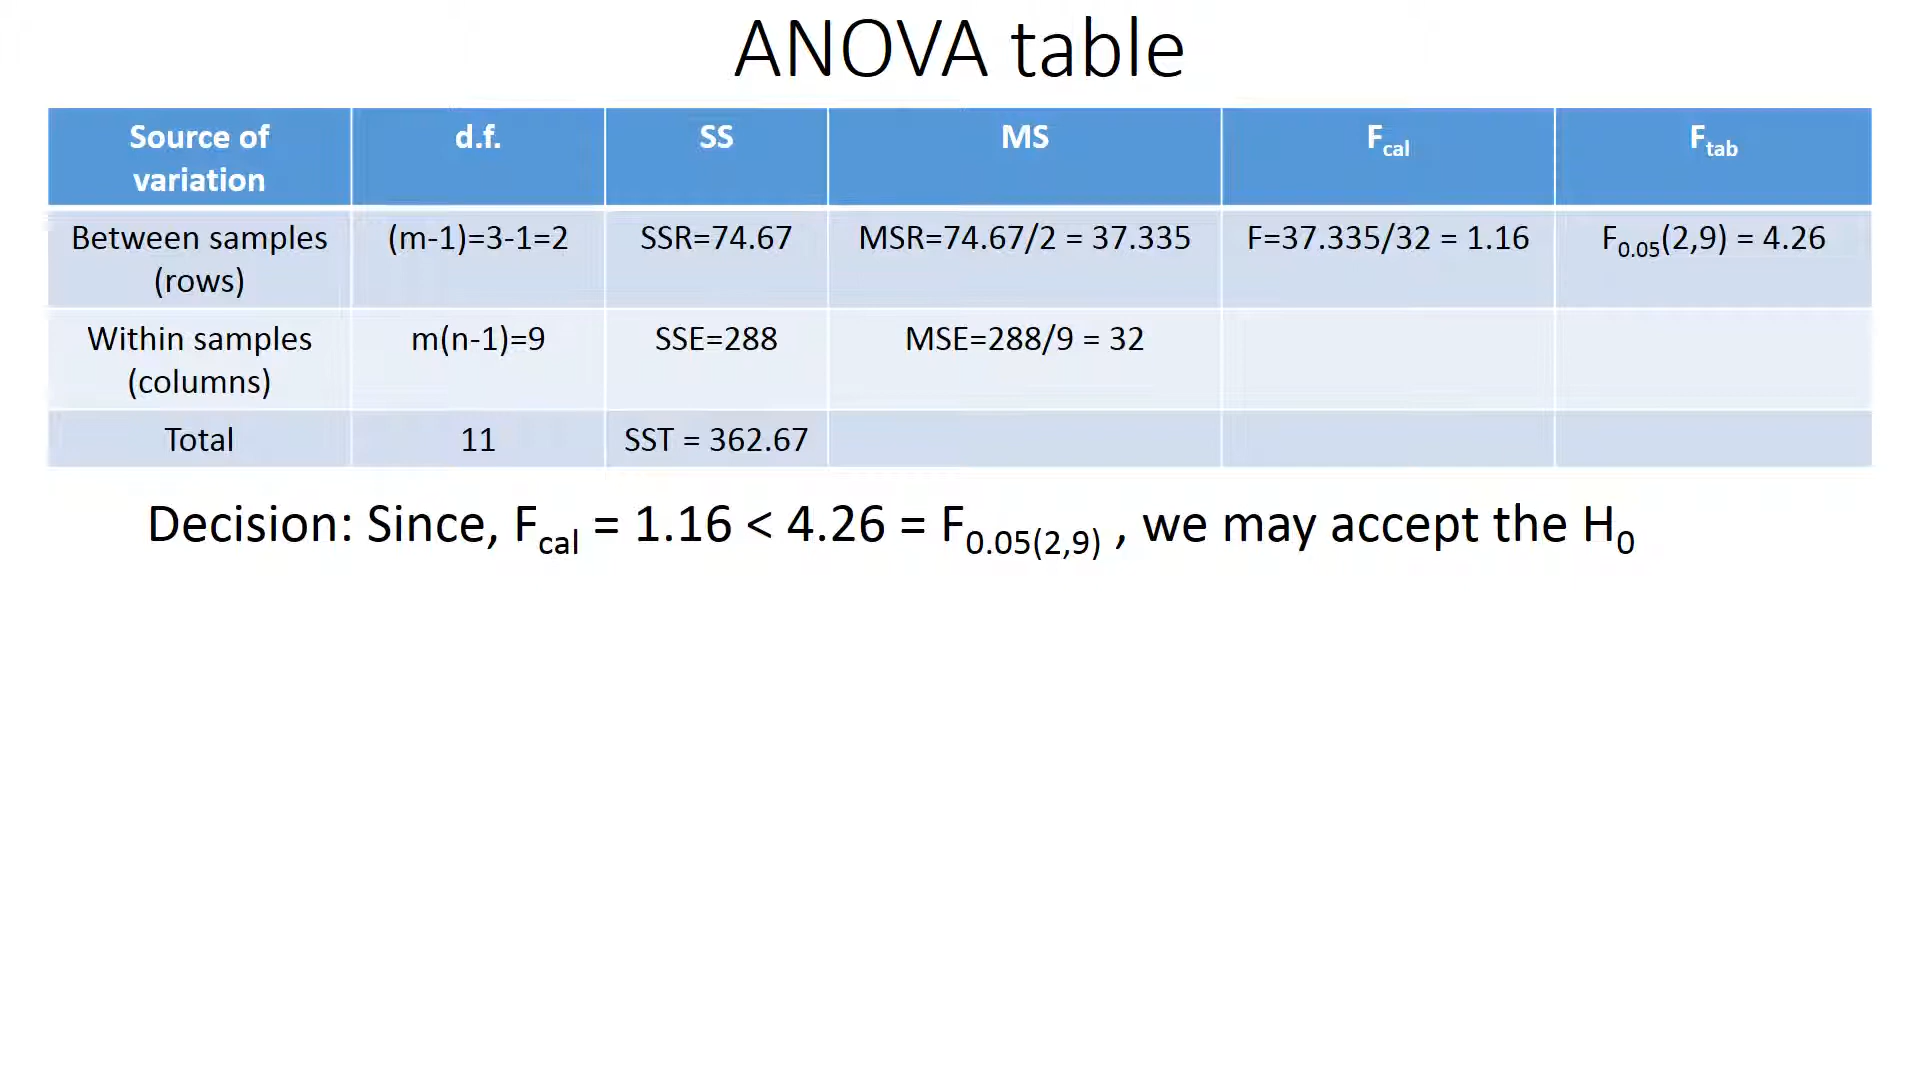 ANOVA table
Source of variation d.f. SS MS Fcal Ftab
Between samples (rows) (m-1)=3-1=2 SSR=74.67 MSR=74.67/2 = 37.335 F=37.335/32 = 1.16 F0.05(2,9) = 4.26
Within samples (columns) m(n-1)=9 SSE=288 MSE=288/9 = 32
Total 11 SST = 362.67
Decision: Since, Fcal = 1.16 < 4.26 = F0.05(2,9) , we may accept the H0